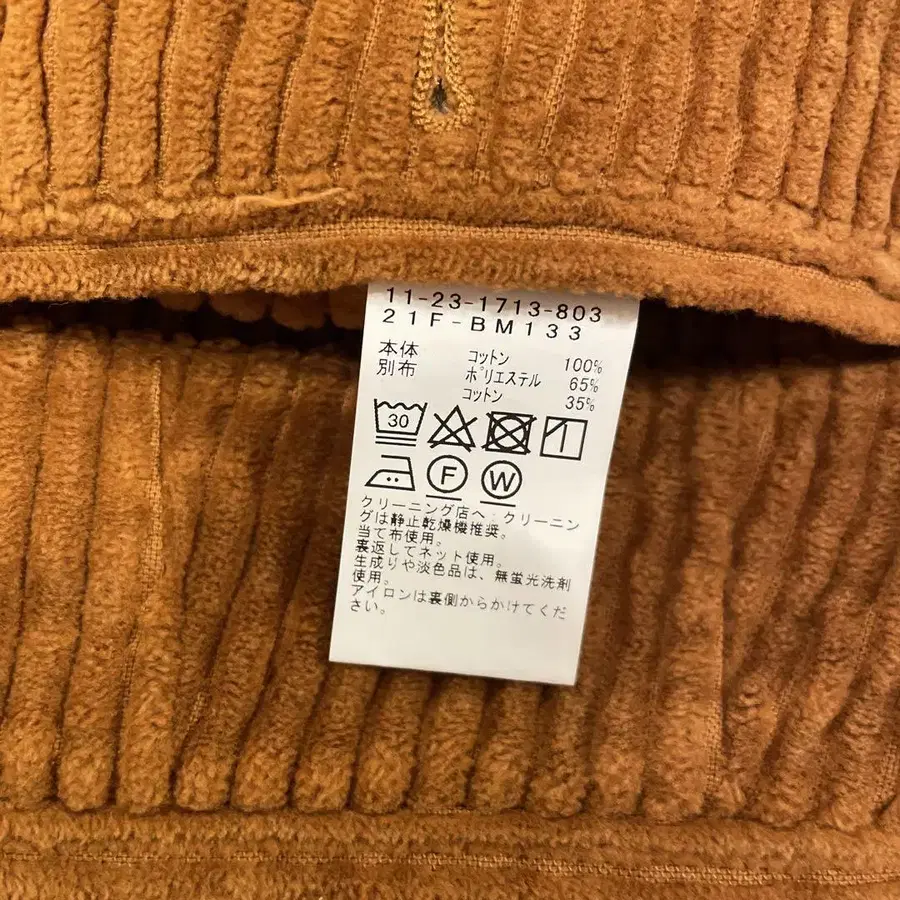 11-23-1713-803
21F-BM133
本体 コットン 100%
別布 ポリエステル 65%
コットン 35%
30
F W
クリーニング店へ:クリーニン
グは静止乾燥機推奨。
当て布使用。
裏返してネット使用。
生成りや淡色品は、無蛍光洗剤
使用。
アイロンは裏側からかけてくだ
さい。